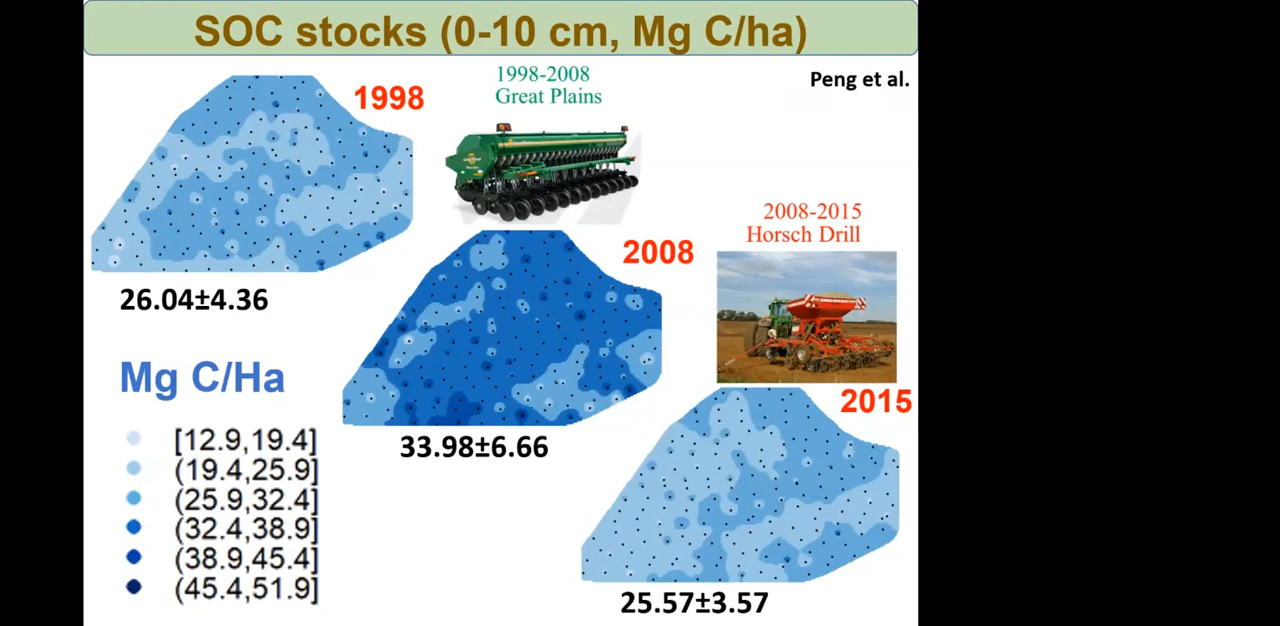 SOC stocks (0-10 cm, Mg C/ha)
Peng et al.
1998-2008
Great Plains
1998
26.04±4.36
2008-2015
Horsch Drill
2008
33.98±6.66
2015
25.57±3.57
Mg C/Ha
[12.9,19.4]
(19.4,25.9]
(25.9,32.4]
(32.4,38.9]
(38.9,45.4]
(45.4,51.9]